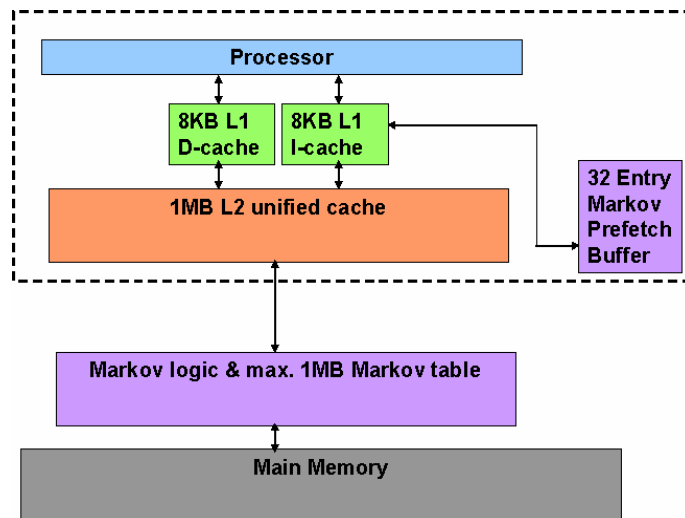 Processor
8KB L1
D-cache
8KB L1
I-cache
1MB L2 unified cache
32 Entry
Markov
Prefetch
Buffer
Markov logic & max. 1MB Markov table
Main Memory